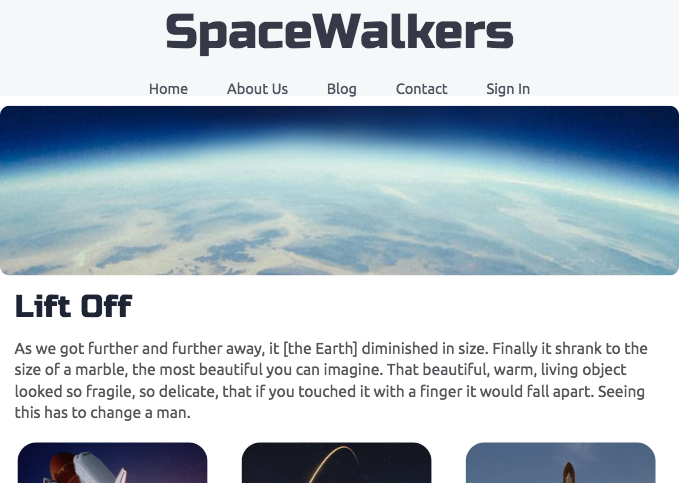 SpaceWalkers
Home About Us Blog Contact Sign In
Lift Off
As we got further and further away, it [the Earth] diminished in size. Finally it shrank to the
size of a marble, the most beautiful you can imagine. That beautiful, warm, living object
looked so fragile, so delicate, that if you touched it with a finger it would fall apart. Seeing
this has to change a man.